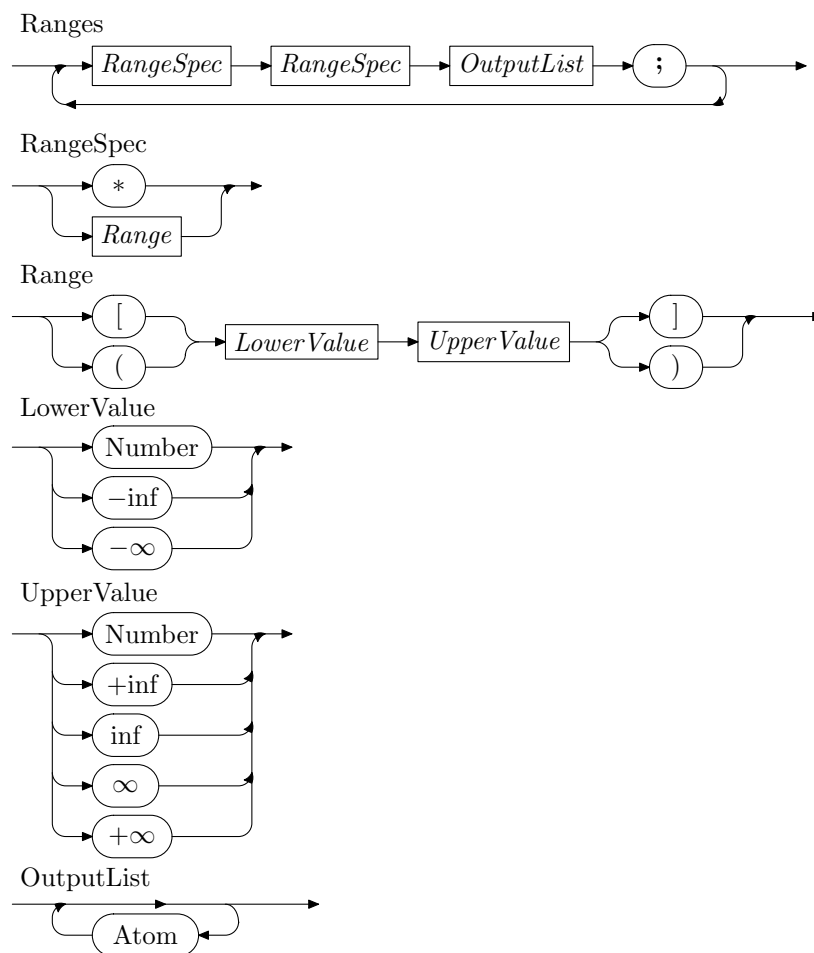 Ranges
RangeSpec RangeSpec OutputList ;
RangeSpec
*
Range
Range
[ LowerValue UpperValue ]
( )
LowerValue
Number
−inf
−∞
UpperValue
Number
+inf
inf
∞
+∞
OutputList
Atom